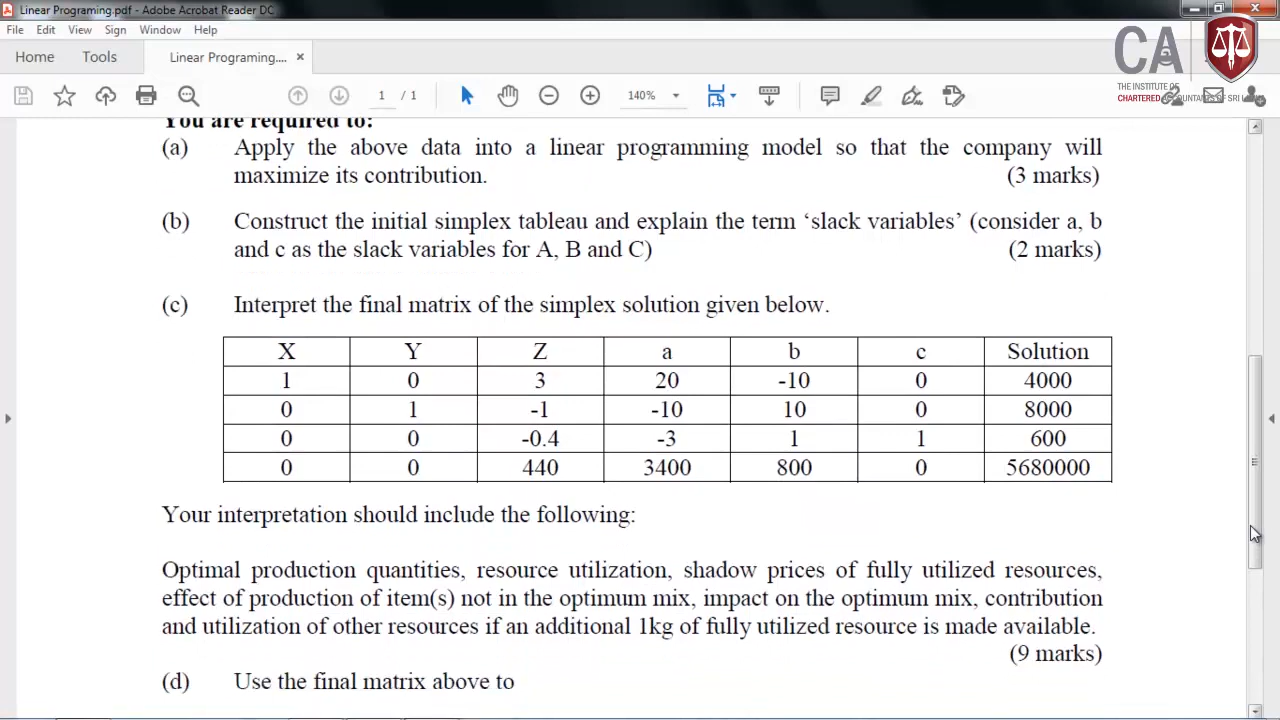 Linear Programing.pdf - Adobe Acrobat Reader DC
File Edit View Sign Window Help
Home Tools Linear Programing.... ×
1 / 1 140%
CA
THE INSTITUTE OF
CHARTERED ACCOUNTANTS OF SRI LANKA
You are required to:
(a) Apply the above data into a linear programming model so that the company will
maximize its contribution. (3 marks)
(b) Construct the initial simplex tableau and explain the term ‘slack variables’ (consider a, b
and c as the slack variables for A, B and C) (2 marks)
(c) Interpret the final matrix of the simplex solution given below.
X Y Z a b c Solution
1 0 3 20 -10 0 4000
0 1 -1 -10 10 0 8000
0 0 -0.4 -3 1 1 600
0 0 440 3400 800 0 5680000
Your interpretation should include the following:
Optimal production quantities, resource utilization, shadow prices of fully utilized resources,
effect of production of item(s) not in the optimum mix, impact on the optimum mix, contribution
and utilization of other resources if an additional 1kg of fully utilized resource is made available.
(9 marks)
(d) Use the final matrix above to